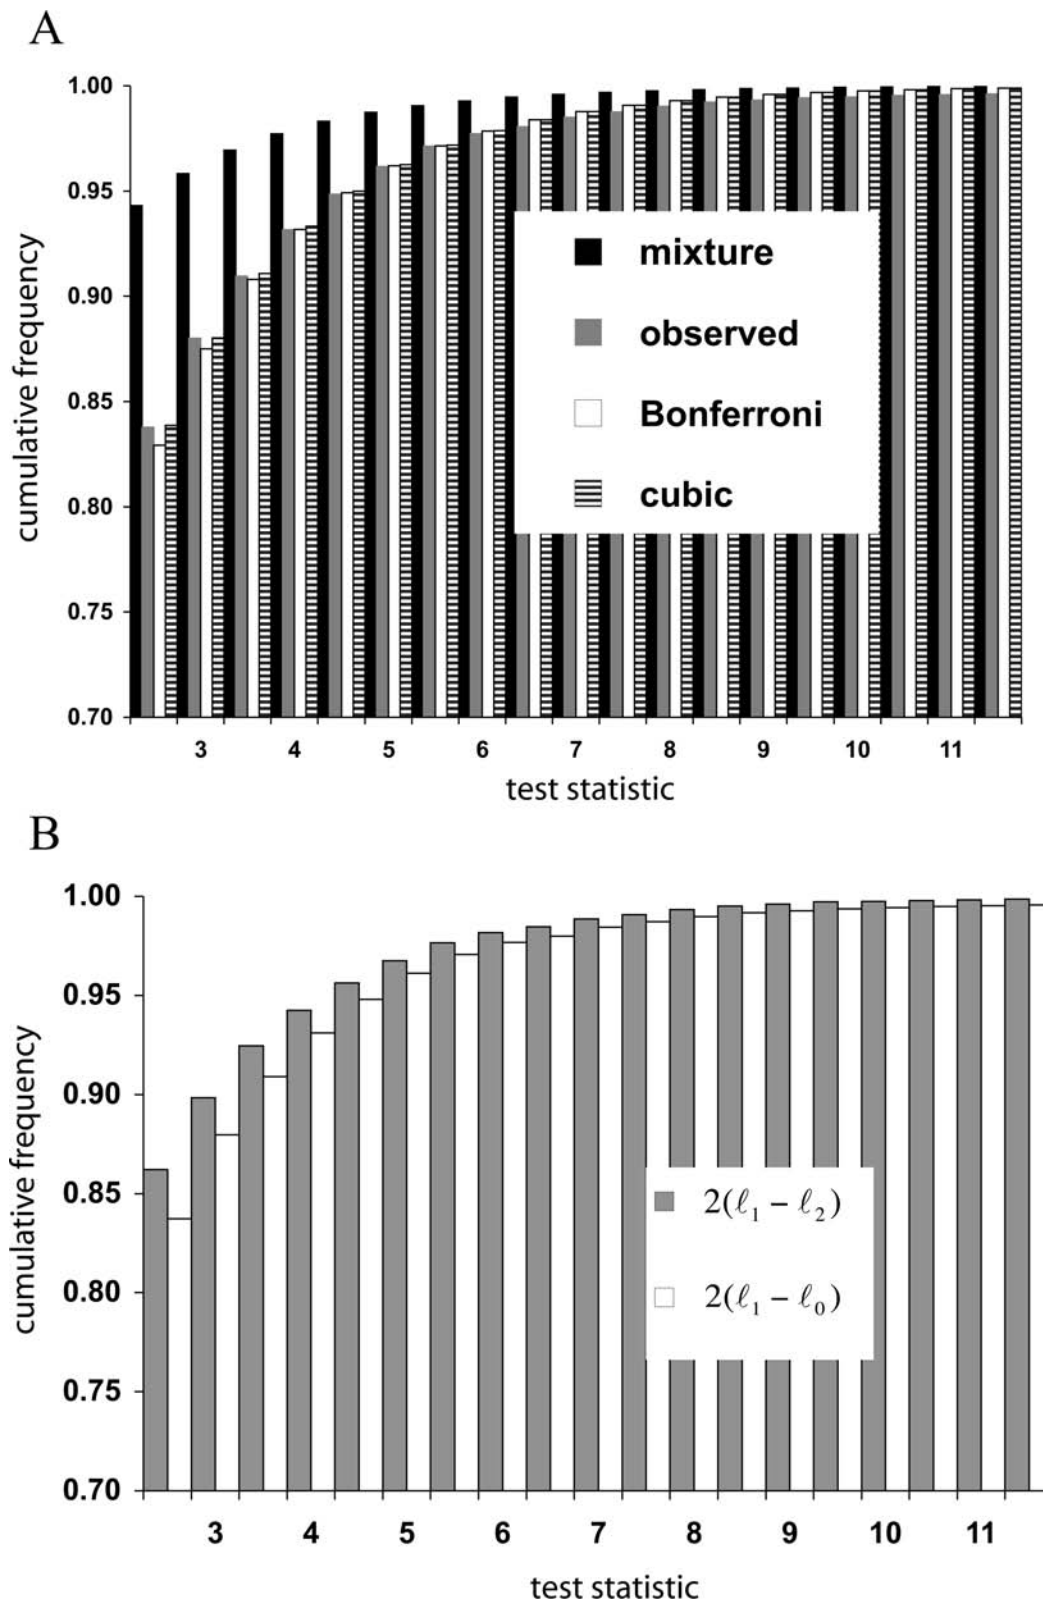 A
cumulative frequency
1.00
0.95
0.90
0.85
0.80
0.75
0.70
mixture
observed
Bonferroni
cubic
3 4 5 6 7 8 9 10 11
test statistic
B
cumulative frequency
1.00
0.95
0.90
0.85
0.80
0.75
0.70
2(ℓ₁ − ℓ₂)
2(ℓ₁ − ℓ₀)
3 4 5 6 7 8 9 10 11
test statistic